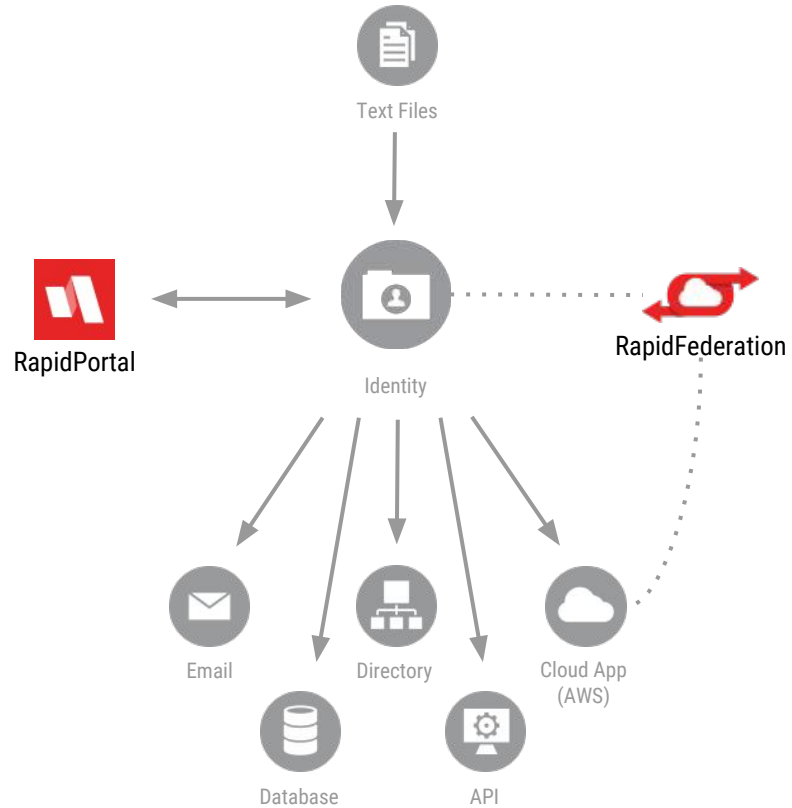 Text Files
RapidPortal
RapidFederation
Identity
Email
Directory
Cloud App
(AWS)
Database
API